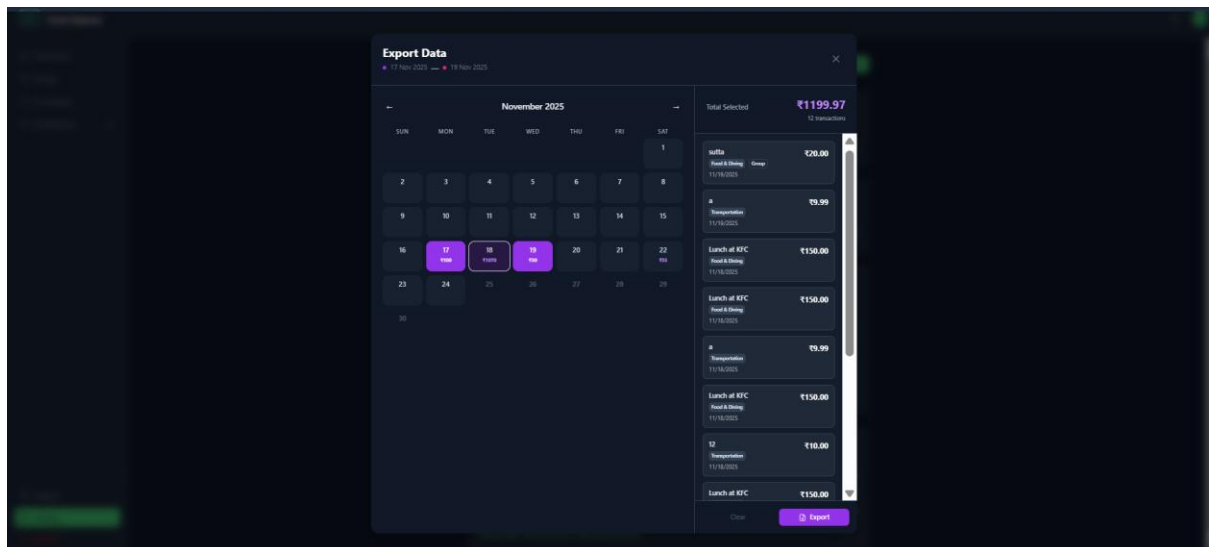 Export Data
17 Nov 2025 — 19 Nov 2025
← November 2025 →
SUN MON TUE WED THU FRI SAT
1
2 3 4 5 6 7 8
9 10 11 12 13 14 15
16 17 18 19 20 21 22
₹100 ₹1070
23 24 25 26 27 28 29
30
Total Selected ₹1199.97
12 transactions
sutta ₹20.00
Food & Dining Group
11/19/2025
a ₹9.99
Transportation
11/19/2025
Lunch at KFC ₹150.00
Food & Dining
11/18/2025
Lunch at KFC ₹150.00
Food & Dining
11/18/2025
a ₹9.99
Transportation
11/18/2025
Lunch at KFC ₹150.00
Food & Dining
11/18/2025
12 ₹10.00
Transportation
11/18/2025
Lunch at KFC ₹150.00
Clear Export